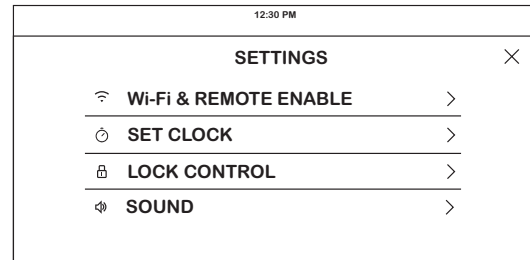 12:30 PM
SETTINGS
Wi-Fi & REMOTE ENABLE
SET CLOCK
LOCK CONTROL
SOUND